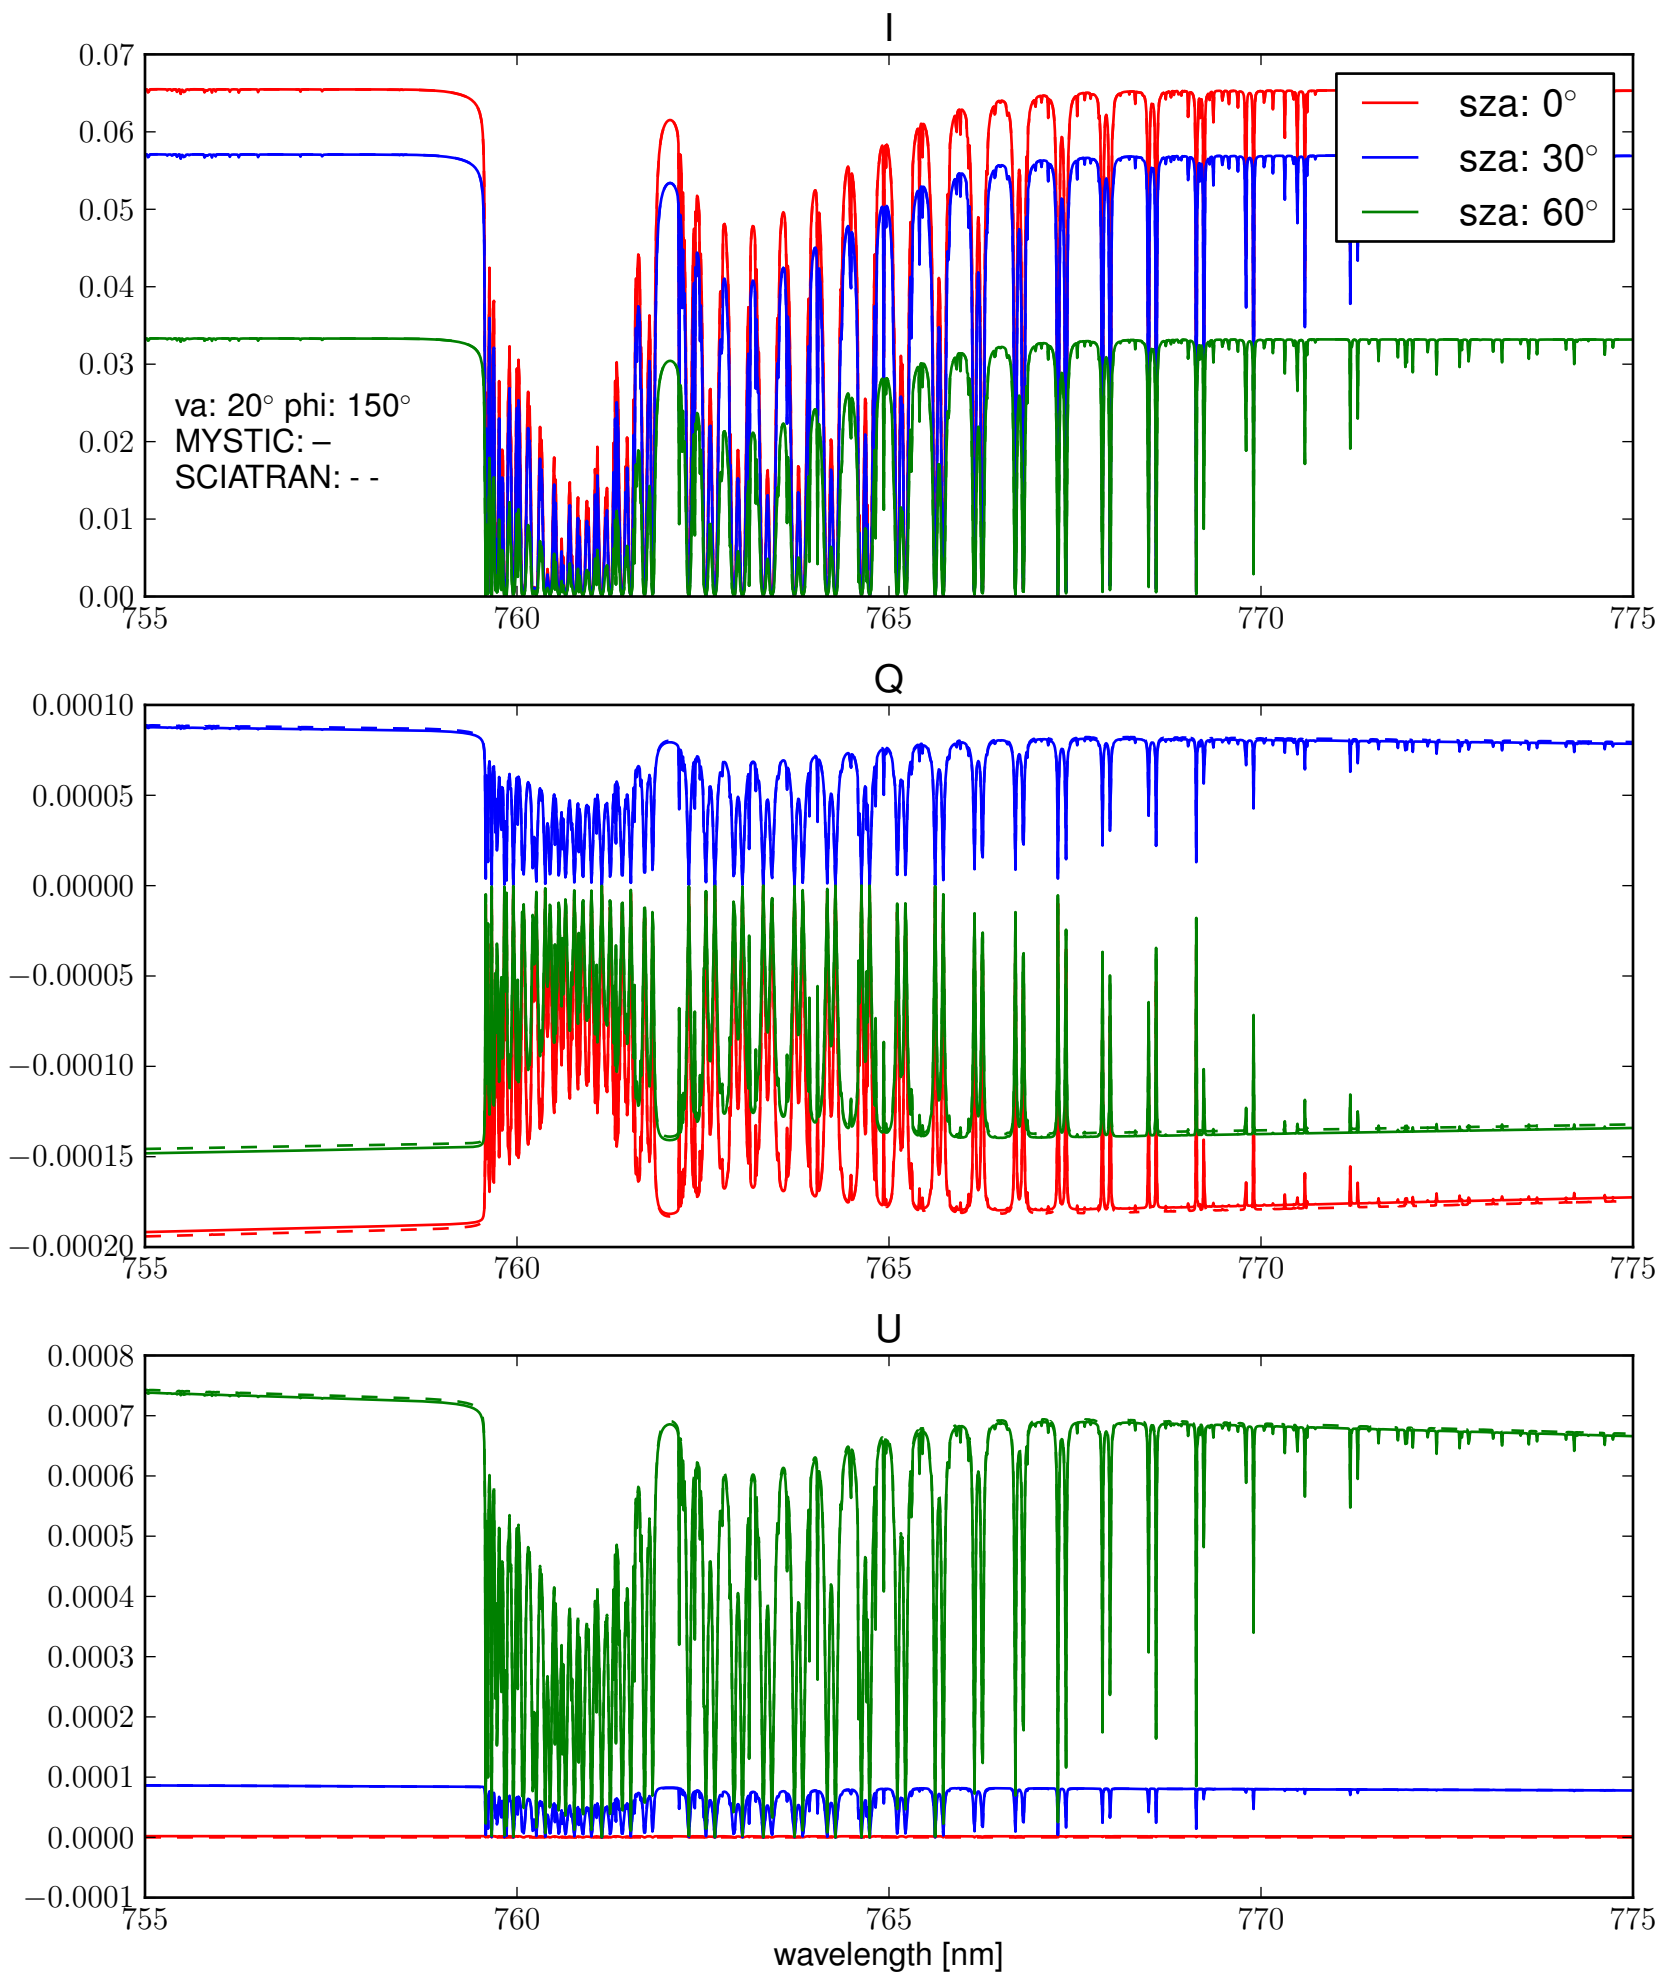 I
0.07
0.06
0.05
0.04
0.03
0.02
0.01
0.00
sza: 0°
sza: 30°
sza: 60°
va: 20° phi: 150°
MYSTIC: –
SCIATRAN: - -
755 760 765 770 775
Q
0.00010
0.00005
0.00000
−0.00005
−0.00010
−0.00015
−0.00020
755 760 765 770 775
U
0.0008
0.0007
0.0006
0.0005
0.0004
0.0003
0.0002
0.0001
0.0000
−0.0001
755 760 765 770 775
wavelength [nm]